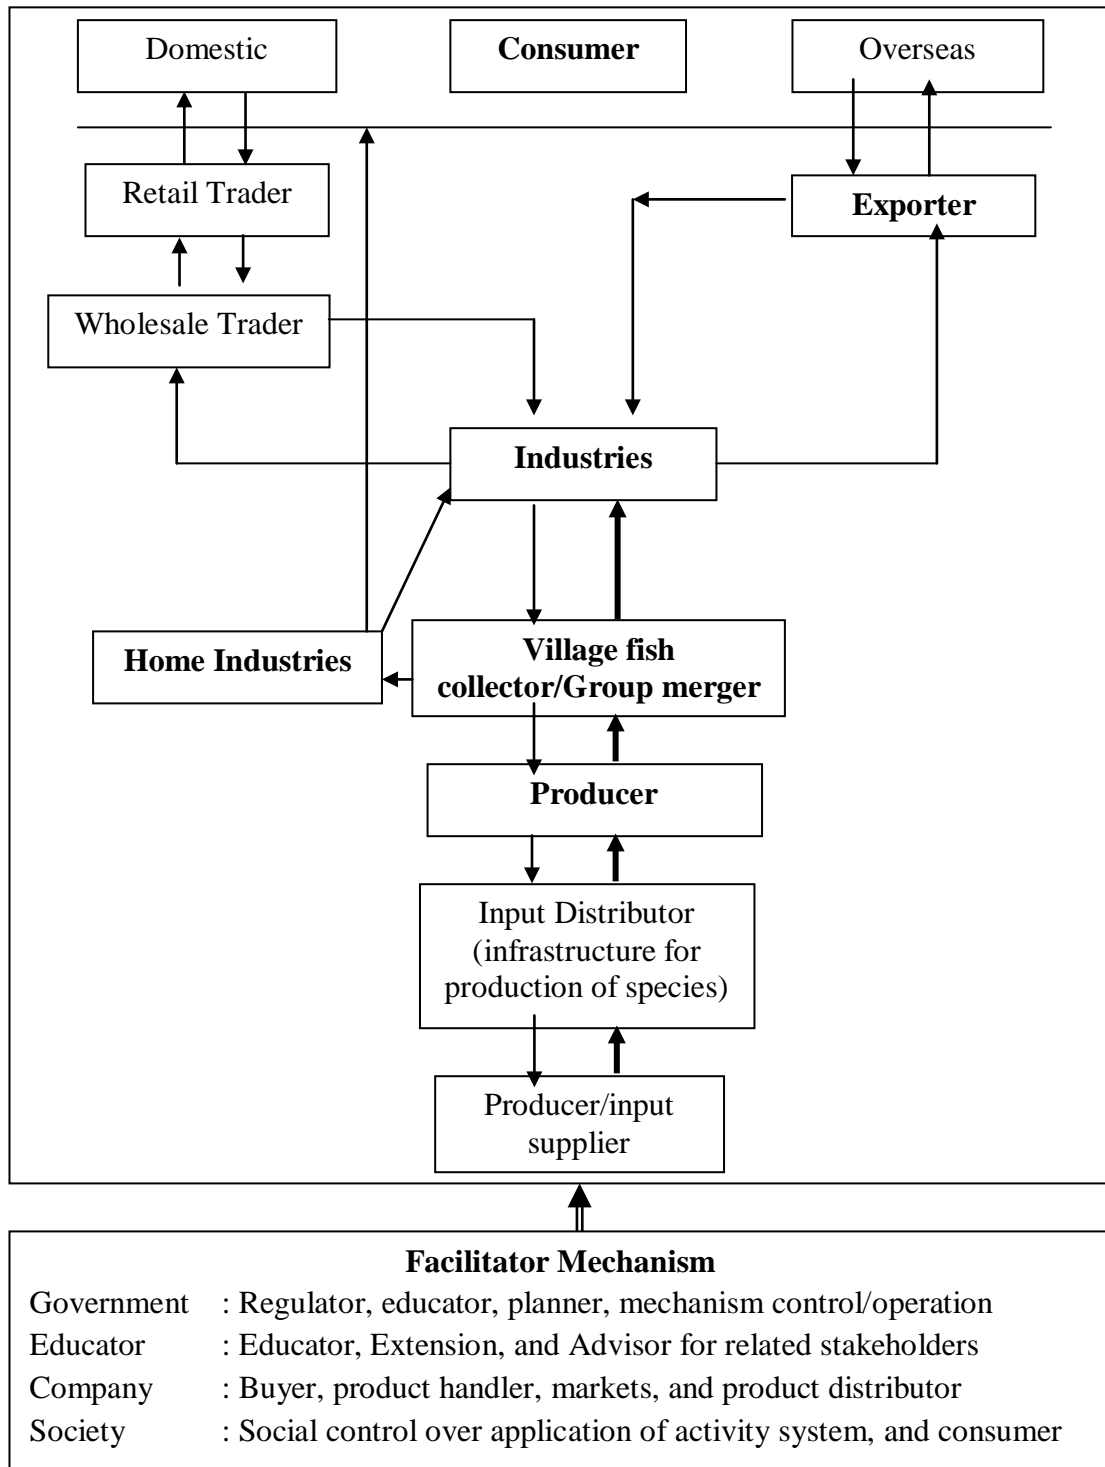 Domestic
Consumer
Overseas
Retail Trader
Exporter
Wholesale Trader
Industries
Home Industries
Village fish
collector/Group merger
Producer
Input Distributor
(infrastructure for
production of species)
Producer/input
supplier
Facilitator Mechanism
Government : Regulator, educator, planner, mechanism control/operation
Educator : Educator, Extension, and Advisor for related stakeholders
Company : Buyer, product handler, markets, and product distributor
Society : Social control over application of activity system, and consumer